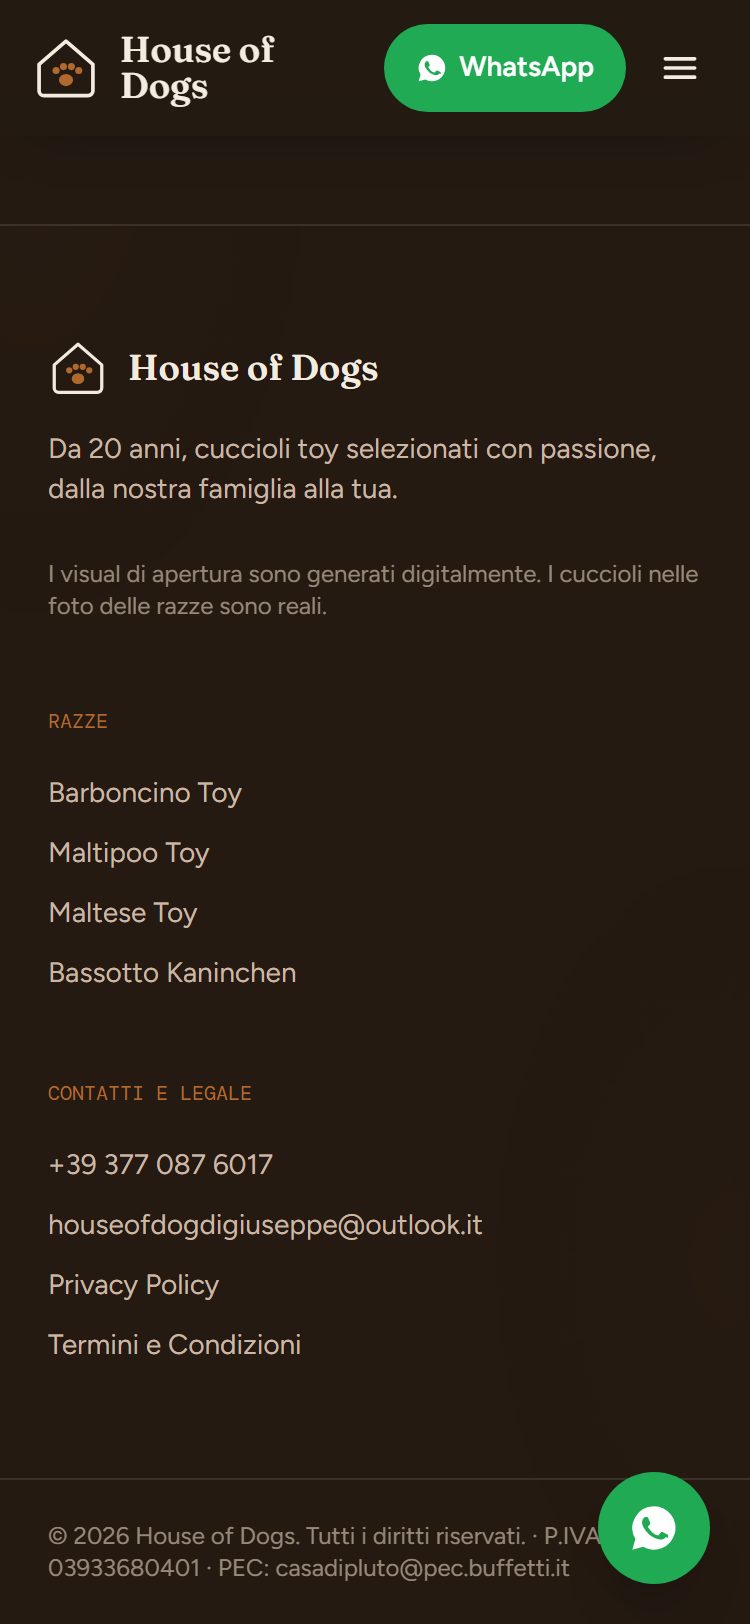 House of
Dogs
WhatsApp
House of Dogs
Da 20 anni, cuccioli toy selezionati con passione,
dalla nostra famiglia alla tua.
I visual di apertura sono generati digitalmente. I cuccioli nelle
foto delle razze sono reali.
RAZZE
Barboncino Toy
Maltipoo Toy
Maltese Toy
Bassotto Kaninchen
CONTATTI E LEGALE
+39 377 087 6017
houseofdogdigiuseppe@outlook.it
Privacy Policy
Termini e Condizioni
© 2026 House of Dogs. Tutti i diritti riservati. · P.IVA
03933680401 · PEC: casadipluto@pec.buffetti.it